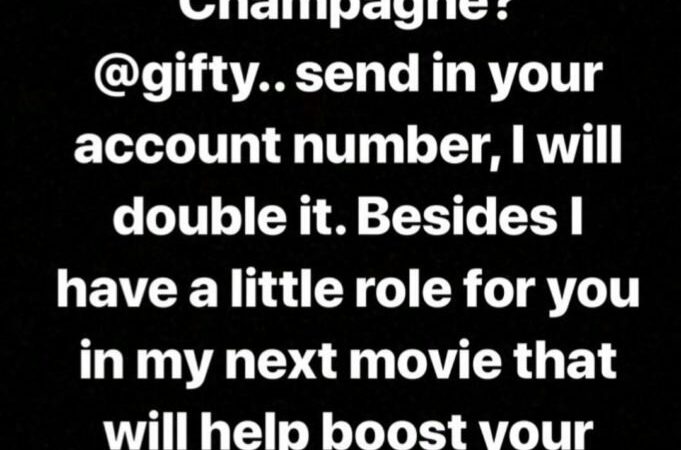 Champagne?
@gifty.. send in your
account number, I will
double it. Besides I
have a little role for you
in my next movie that
will help boost your